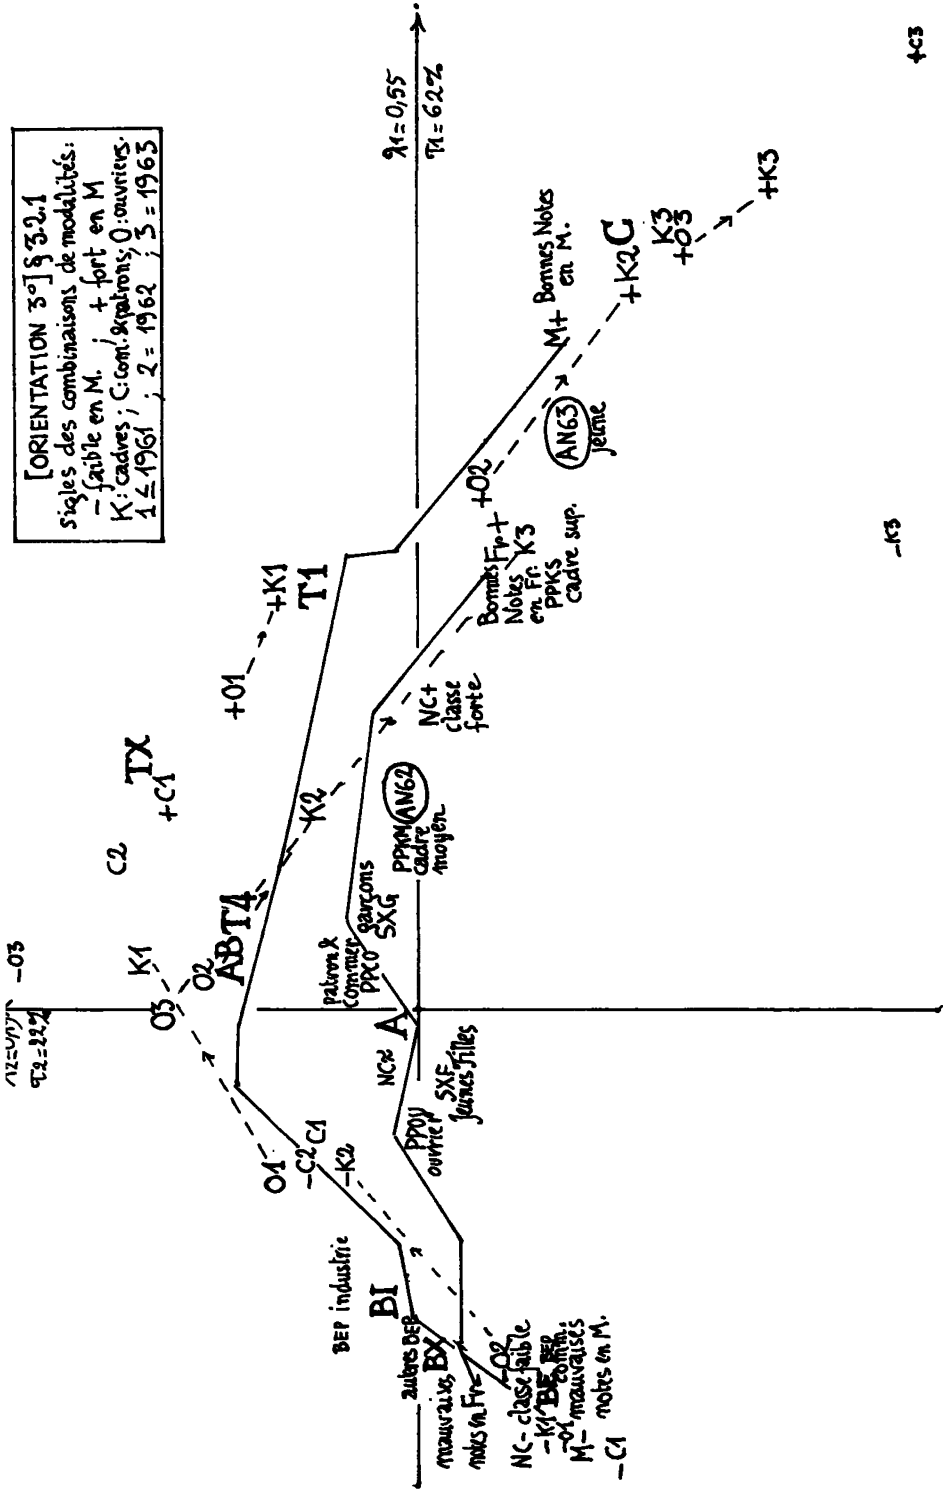 [ORIENTATION 3°] § 3.2.1
sigles des combinaisons de modalités:
- faible en M. ; + fort en M
K: cadres ; C: com. & patrons; O: ouvriers.
1 ≤ 1961 ; 2 = 1962 ; 3 = 1963
λ1=0,55
τ1=62%
τ2=22%
-O3
+C3
K1
C2
TX
+C1
+O1
+K1
T1
O3
O2
AB T4
K2
O1
-C2 C1
-K2
patron &
commer
PPCO
garçons
SXG
PPKM
cadre
moyen
AN62
NC+
classe
forte
Bonnes
Notes
en Fr.
PPKS
cadre sup.
Fr+
K3
+O2
AN63
jeune
M+ Bonnes Notes
en M.
+K2
C
K3
+O3
+K3
-K3
A
NC≈
SXF
Jeunes Filles
PPOU
ouvrier
BEP industrie
BI
autres BEP
BX
mauvaises
notes en Fr-
-O2
NC- classe faible
-K1 BE BEP
-O1 comm.
M- mauvaises
notes en M.
-C1